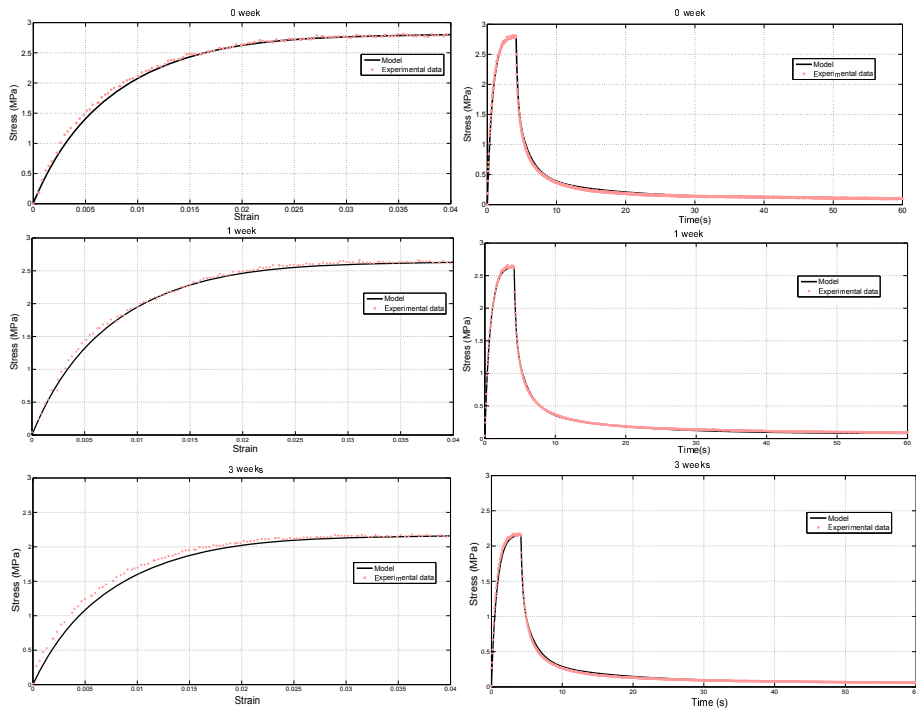 0 week
3
2.5
2
1.5
1
0.5
0
Stress (MPa)
Model
Experimental data
0 0.005 0.01 0.015 0.02 0.025 0.03 0.035 0.04
Strain
0 week
3
2.5
2
1.5
1
0.5
0
Stress (MPa)
Model
Experimental data
0 10 20 30 40 50 60
Time(s)
1 week
3
2.5
2
1.5
1
0.5
0
Stress (MPa)
Model
Experimental data
0 0.005 0.01 0.015 0.02 0.025 0.03 0.035 0.04
Strain
1 week
3
2.5
2
1.5
1
0.5
0
Stress (MPa)
Model
Experimental data
0 10 20 30 40 50 60
Time(s)
3 weeks
3
2.5
2
1.5
1
0.5
0
Stress (MPa)
Model
Experimental data
0 0.005 0.01 0.015 0.02 0.025 0.03 0.035 0.04
Strain
3 weeks
3
2.5
2
1.5
1
0.5
0
Stress (MPa)
Model
Experimental data
0 10 20 30 40 50 60
Time (s)